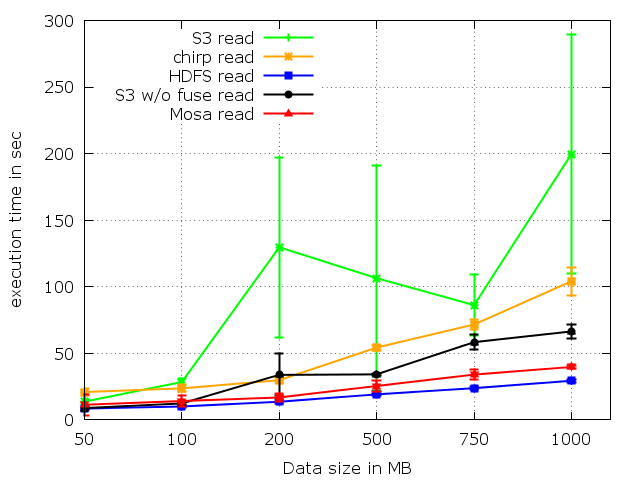 300
250
200
150
100
50
0
execution time in sec
S3 read
chirp read
HDFS read
S3 w/o fuse read
Mosa read
50 100 200 500 750 1000
Data size in MB